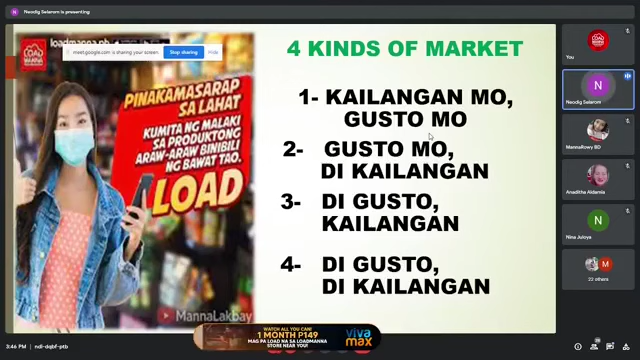 Neodig Selarom is presenting
loadmanna.ph
LOAD MANNA
meet.google.com is sharing your screen.
Stop sharing
Hide
PINAKAMASARAP
SA LAHAT
KUMITA NG MALAKI
SA PRODUKTONG
ARAW-ARAW BINIBILI
NG BAWAT TAO.
LOAD
MannaLakbay
4 KINDS OF MARKET
1- KAILANGAN MO,
GUSTO MO
2- GUSTO MO,
DI KAILANGAN
3- DI GUSTO,
KAILANGAN
4- DI GUSTO,
DI KAILANGAN
LOAD MANNA
You
N
Neodig Selarom
MannaRowy BD
Anaditha Aldamia
N
Nina Juloya
M
22 others
3:46 PM | ndi-dqbf-ptb
WATCH ALL YOU CAN!
1 MONTH P149
MAG PA LOAD NA SA LOADMANNA
STORE NEAR YOU!
viva
max